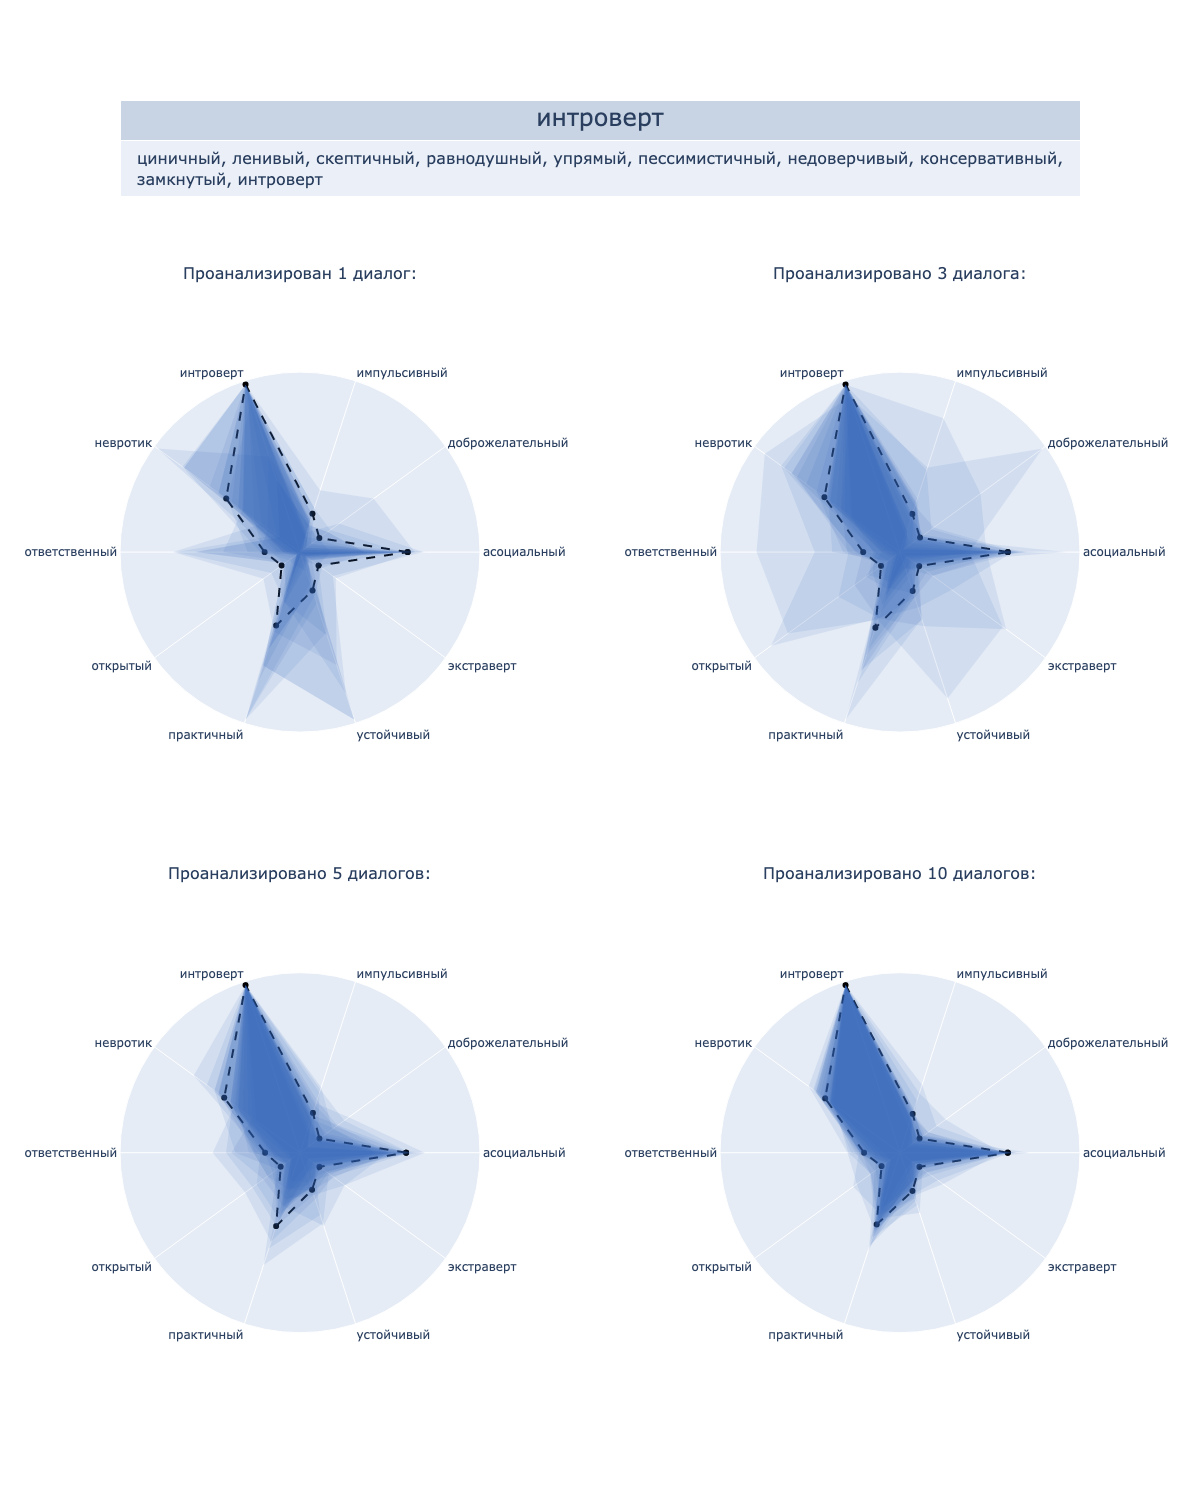 интроверт
циничный, ленивый, скептичный, равнодушный, упрямый, пессимистичный, недоверчивый, консервативный,
замкнутый, интроверт
Проанализирован 1 диалог:
интроверт
импульсивный
невротик
доброжелательный
ответственный
асоциальный
открытый
экстраверт
практичный
устойчивый
Проанализировано 3 диалога:
интроверт
импульсивный
невротик
доброжелательный
ответственный
асоциальный
открытый
экстраверт
практичный
устойчивый
Проанализировано 5 диалогов:
интроверт
импульсивный
невротик
доброжелательный
ответственный
асоциальный
открытый
экстраверт
практичный
устойчивый
Проанализировано 10 диалогов:
интроверт
импульсивный
невротик
доброжелательный
ответственный
асоциальный
открытый
экстраверт
практичный
устойчивый